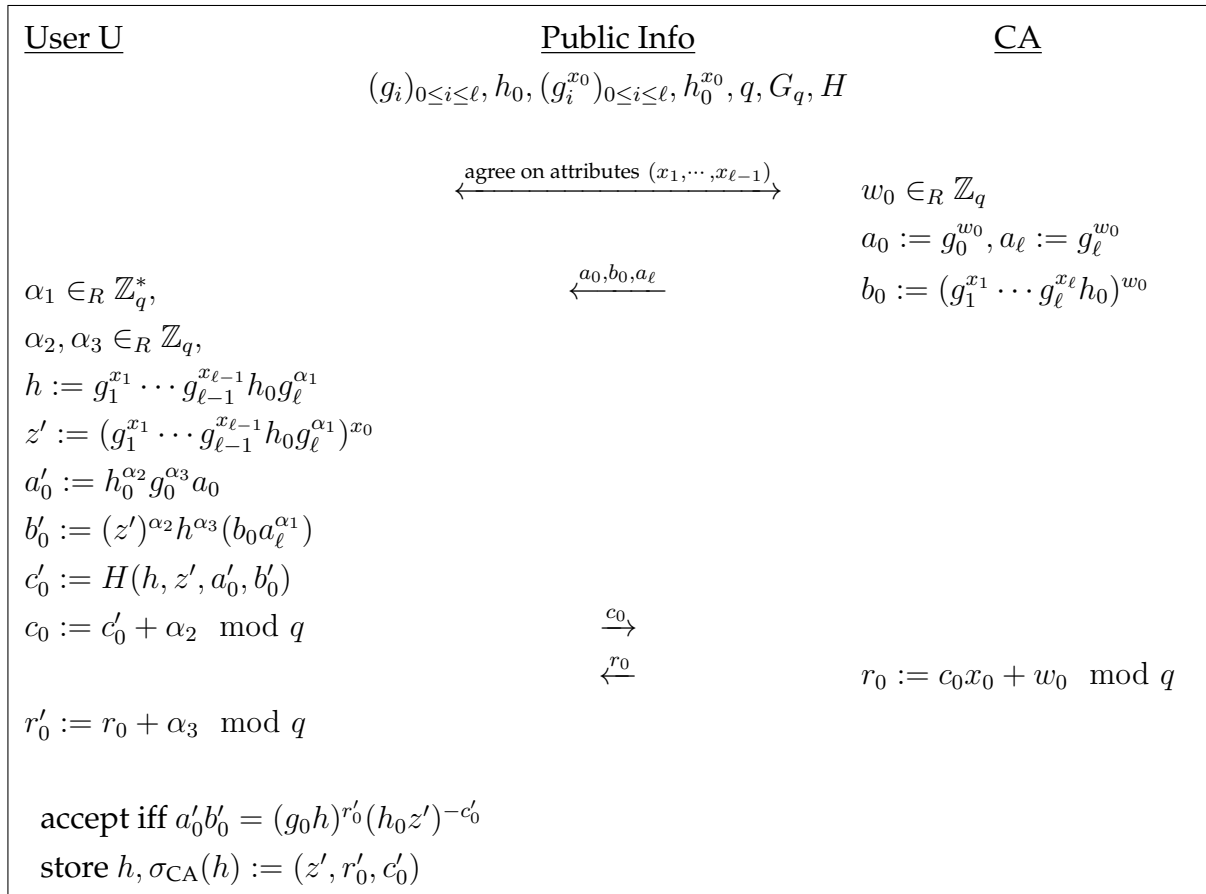 User U Public Info CA
(g_i)_{0≤i≤ℓ}, h_0, (g_i^{x_0})_{0≤i≤ℓ}, h_0^{x_0}, q, G_q, H
agree on attributes (x_1,⋯,x_{ℓ−1}) w_0 ∈_R ℤ_q
a_0 := g_0^{w_0}, a_ℓ := g_ℓ^{w_0}
α_1 ∈_R ℤ_q^*, a_0,b_0,a_ℓ b_0 := (g_1^{x_1} ⋯ g_ℓ^{x_ℓ} h_0)^{w_0}
α_2, α_3 ∈_R ℤ_q,
h := g_1^{x_1} ⋯ g_{ℓ−1}^{x_{ℓ−1}} h_0 g_ℓ^{α_1}
z′ := (g_1^{x_1} ⋯ g_{ℓ−1}^{x_{ℓ−1}} h_0 g_ℓ^{α_1})^{x_0}
a′_0 := h_0^{α_2} g_0^{α_3} a_0
b′_0 := (z′)^{α_2} h^{α_3} (b_0 a_ℓ^{α_1})
c′_0 := H(h, z′, a′_0, b′_0)
c_0 := c′_0 + α_2 mod q c_0 →
← r_0 r_0 := c_0 x_0 + w_0 mod q
r′_0 := r_0 + α_3 mod q
accept iff a′_0 b′_0 = (g_0 h)^{r′_0} (h_0 z′)^{−c′_0}
store h, σ_{CA}(h) := (z′, r′_0, c′_0)